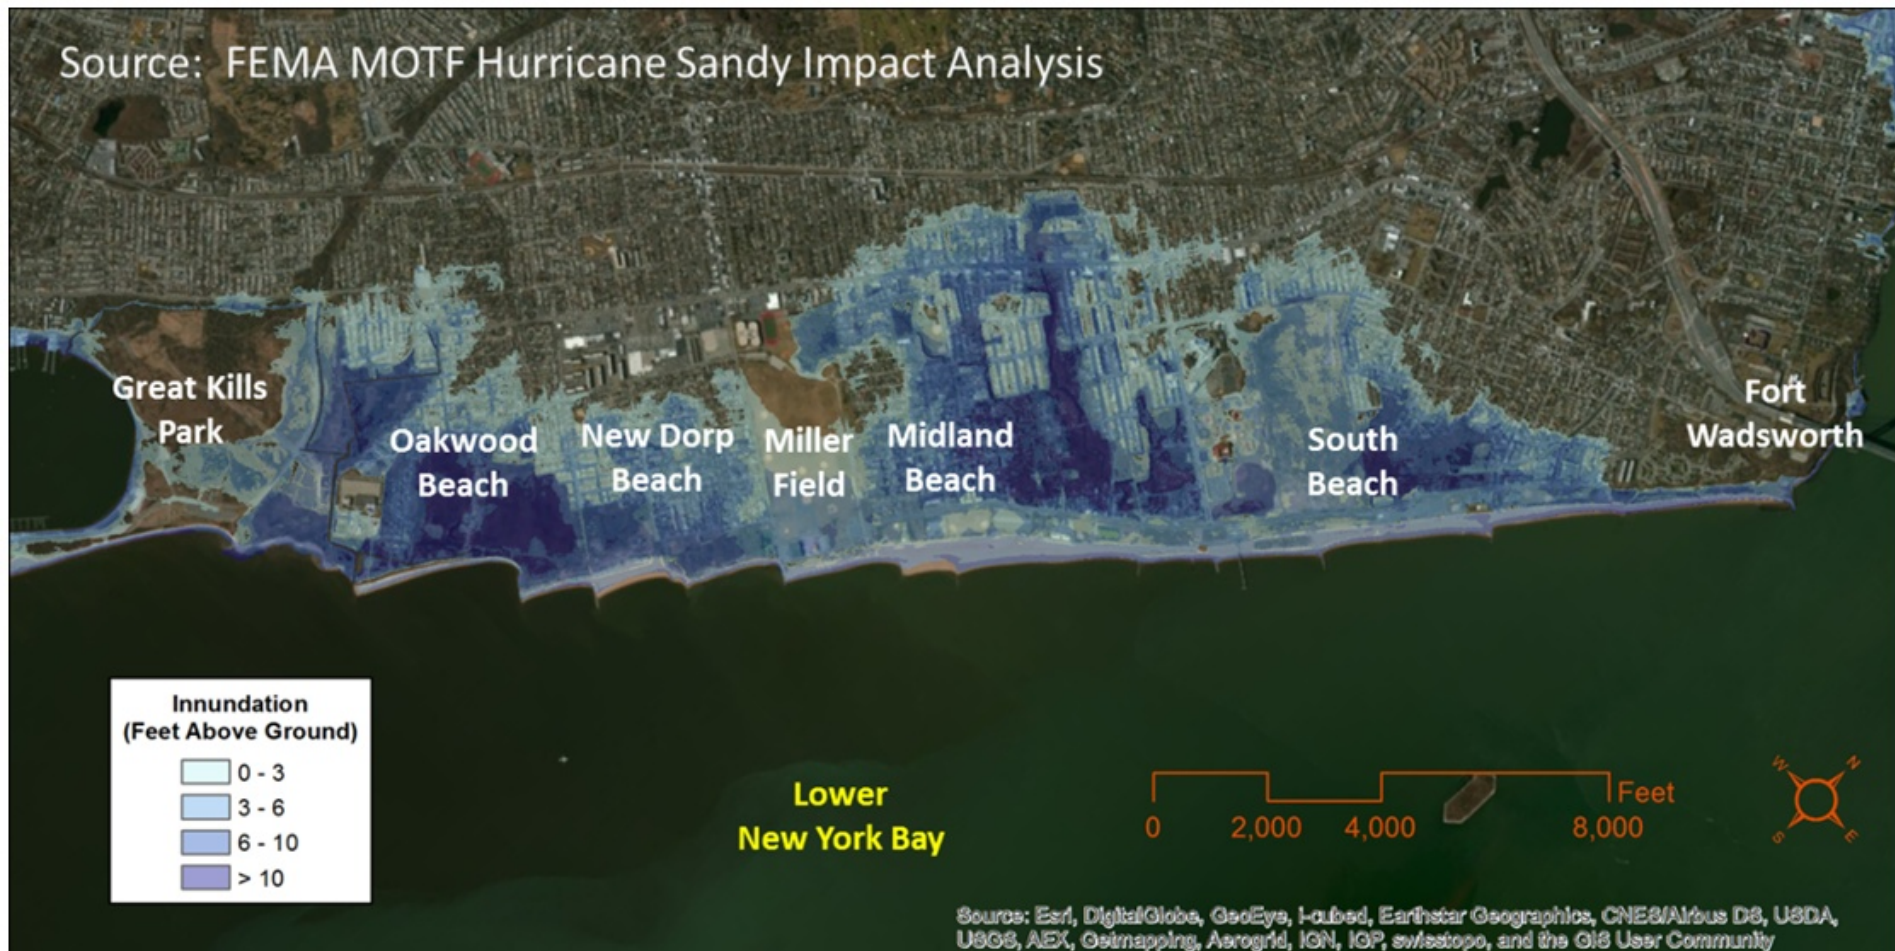 Source: FEMA MOTF Hurricane Sandy Impact Analysis
Great Kills
Park
Oakwood
Beach
New Dorp
Beach
Miller
Field
Midland
Beach
South
Beach
Fort
Wadsworth
Innundation
(Feet Above Ground)
0 - 3
3 - 6
6 - 10
> 10
Lower
New York Bay
Feet
0 2,000 4,000 8,000
W N
S E
Source: Esri, DigitalGlobe, GeoEye, i-cubed, Earthstar Geographics, CNES/Airbus DS, USDA,
USGS, AEX, Getmapping, Aerogrid, IGN, IGP, swisstopo, and the GIS User Community